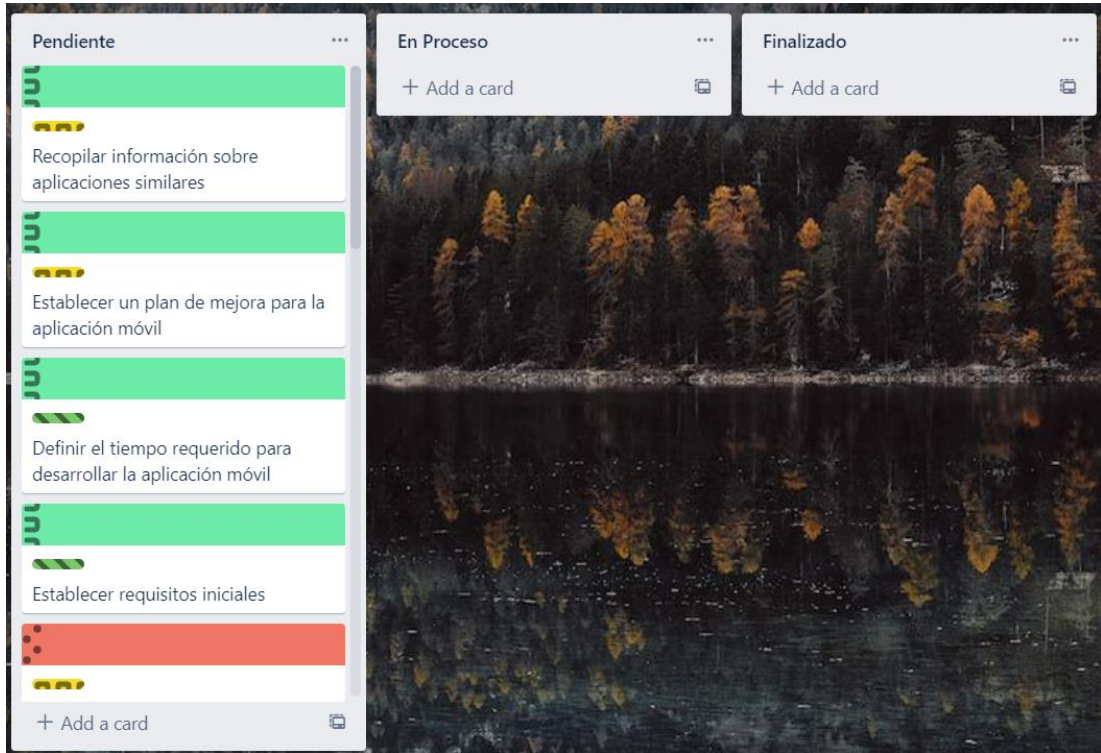 Pendiente
Recopilar información sobre
aplicaciones similares
Establecer un plan de mejora para la
aplicación móvil
Definir el tiempo requerido para
desarrollar la aplicación móvil
Establecer requisitos iniciales
+ Add a card
En Proceso
+ Add a card
Finalizado
+ Add a card